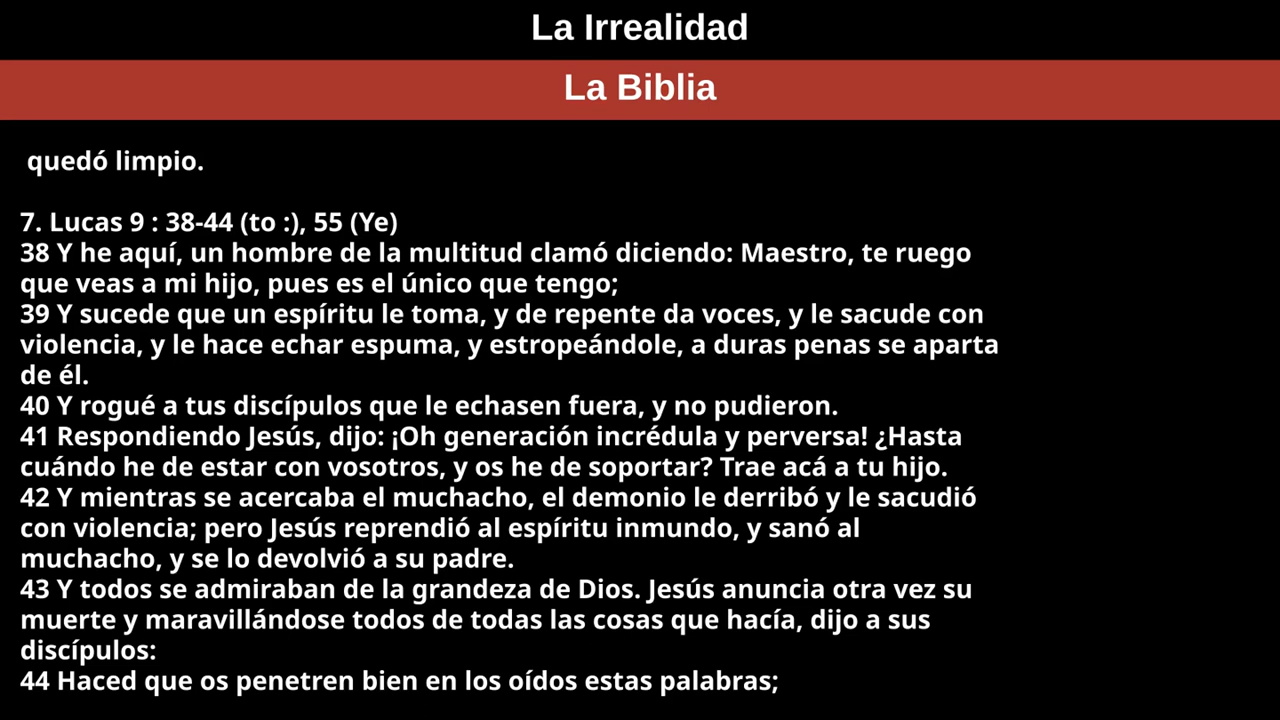 La Irrealidad
La Biblia
quedó limpio.
7. Lucas 9 : 38-44 (to :), 55 (Ye)
38 Y he aquí, un hombre de la multitud clamó diciendo: Maestro, te ruego
que veas a mi hijo, pues es el único que tengo;
39 Y sucede que un espíritu le toma, y de repente da voces, y le sacude con
violencia, y le hace echar espuma, y estropeándole, a duras penas se aparta
de él.
40 Y rogué a tus discípulos que le echasen fuera, y no pudieron.
41 Respondiendo Jesús, dijo: ¡Oh generación incrédula y perversa! ¿Hasta
cuándo he de estar con vosotros, y os he de soportar? Trae acá a tu hijo.
42 Y mientras se acercaba el muchacho, el demonio le derribó y le sacudió
con violencia; pero Jesús reprendió al espíritu inmundo, y sanó al
muchacho, y se lo devolvió a su padre.
43 Y todos se admiraban de la grandeza de Dios. Jesús anuncia otra vez su
muerte y maravillándose todos de todas las cosas que hacía, dijo a sus
discípulos:
44 Haced que os penetren bien en los oídos estas palabras;